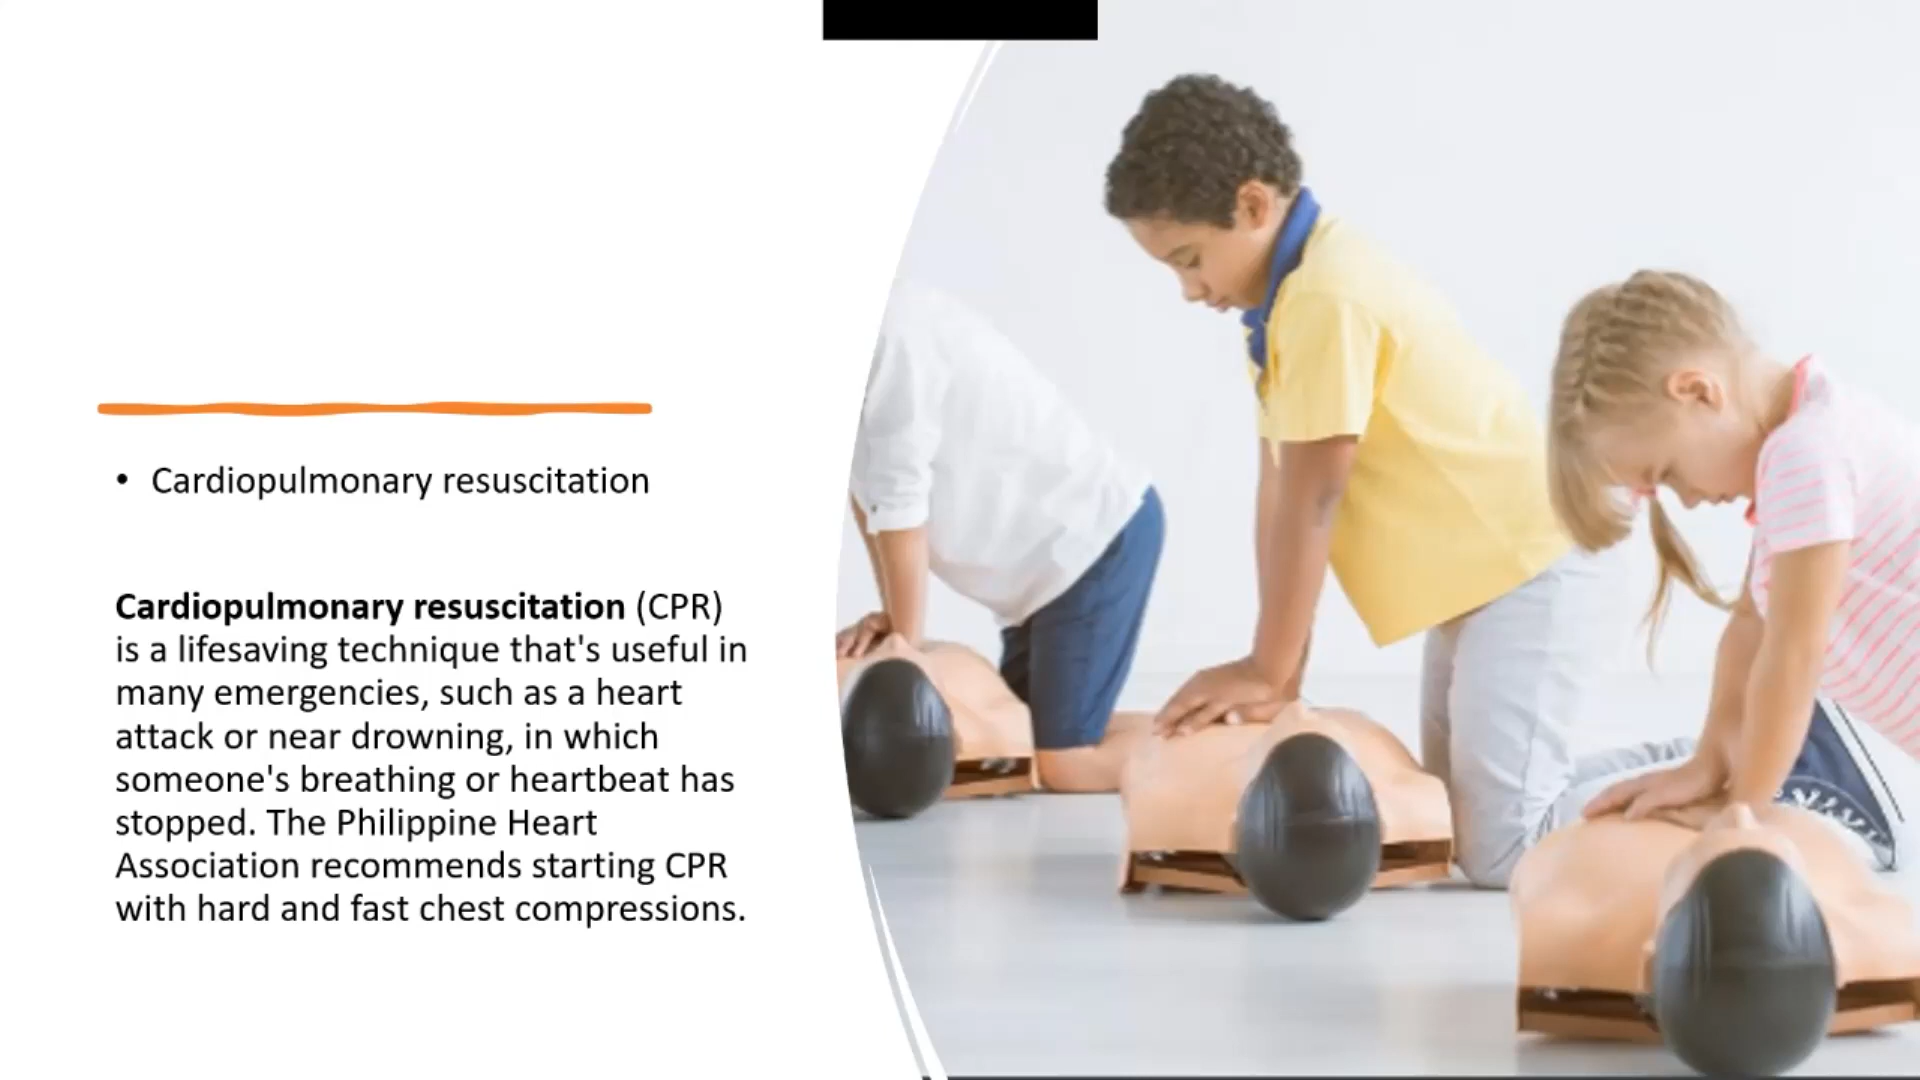 • Cardiopulmonary resuscitation
Cardiopulmonary resuscitation (CPR)
is a lifesaving technique that's useful in
many emergencies, such as a heart
attack or near drowning, in which
someone's breathing or heartbeat has
stopped. The Philippine Heart
Association recommends starting CPR
with hard and fast chest compressions.